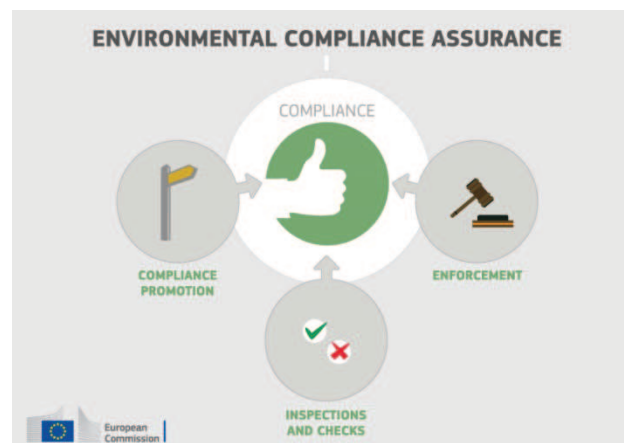 ENVIRONMENTAL COMPLIANCE ASSURANCE
COMPLIANCE
COMPLIANCE
PROMOTION
ENFORCEMENT
INSPECTIONS
AND CHECKS
European
Commission